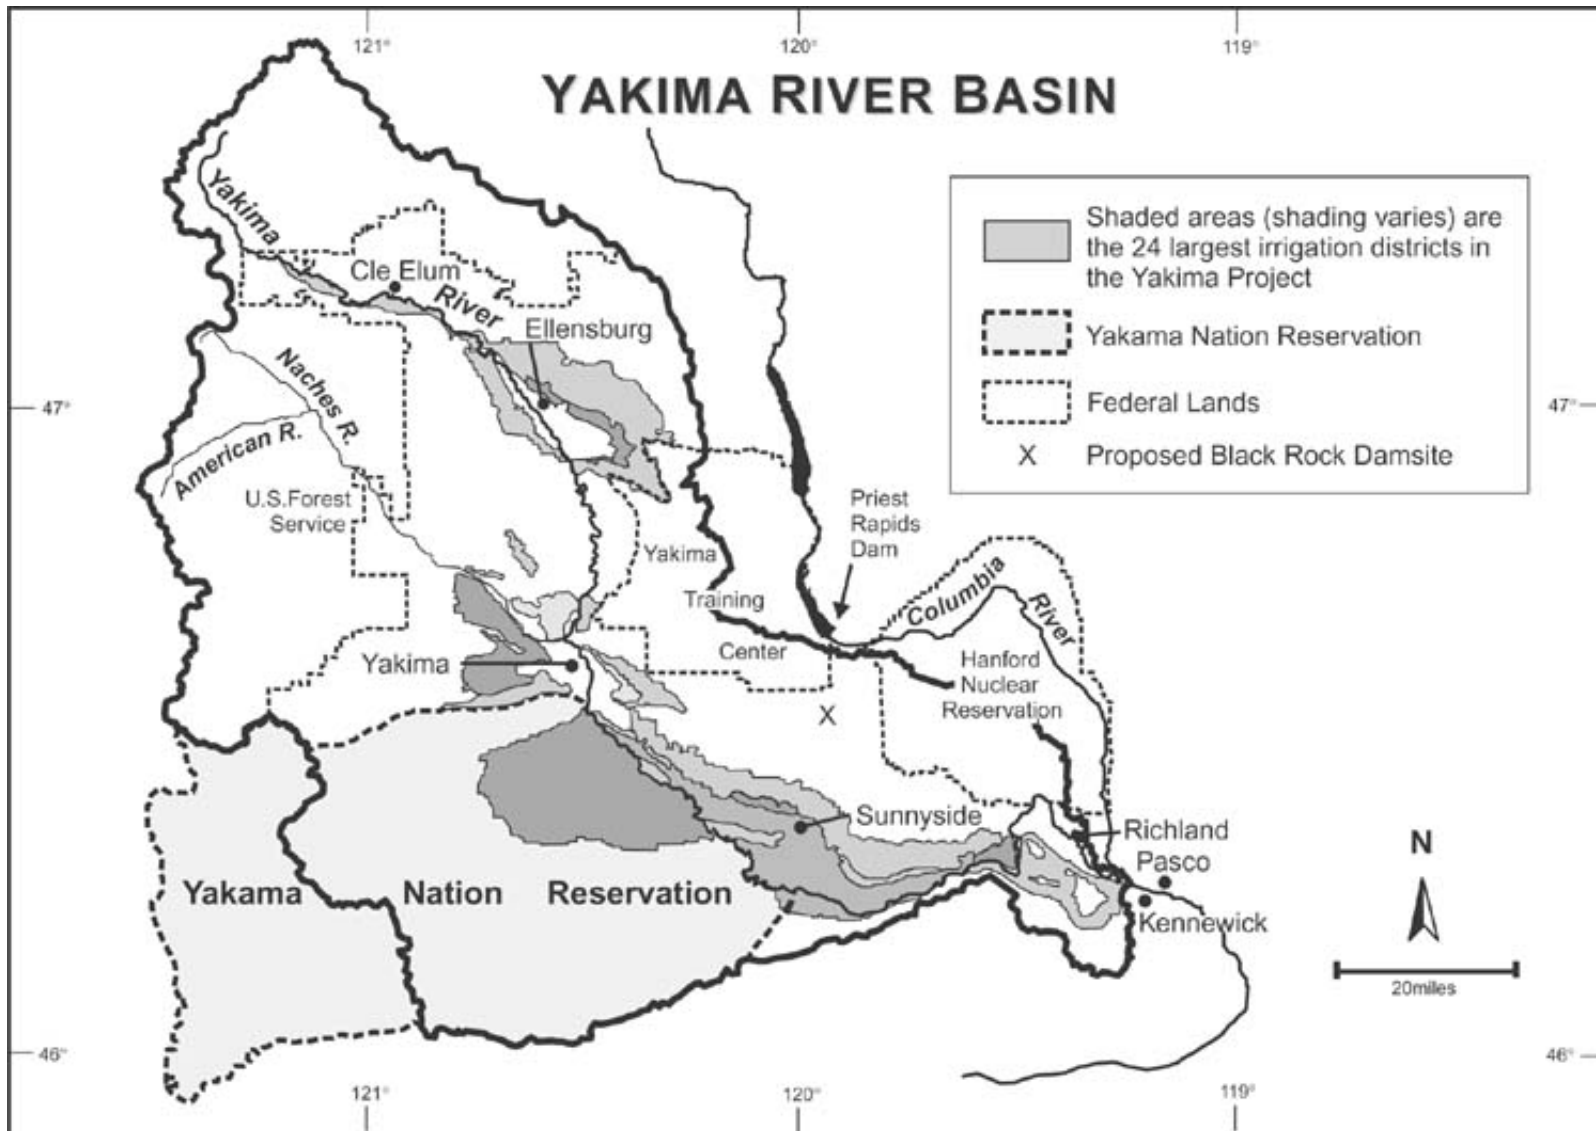 121°
120°
119°
YAKIMA RIVER BASIN
Shaded areas (shading varies) are
the 24 largest irrigation districts in
the Yakima Project
Yakama Nation Reservation
Federal Lands
X Proposed Black Rock Damsite
Yakima
River
Cle Elum
Ellensburg
Naches R.
American R.
47°
47°
U.S.Forest
Service
Priest
Rapids
Dam
Yakima
Training
Center
Columbia
River
Hanford
Nuclear
Reservation
Yakima
X
Sunnyside
Richland
Pasco
Kennewick
Yakama Nation Reservation
N
20miles
46°
46°
121°
120°
119°